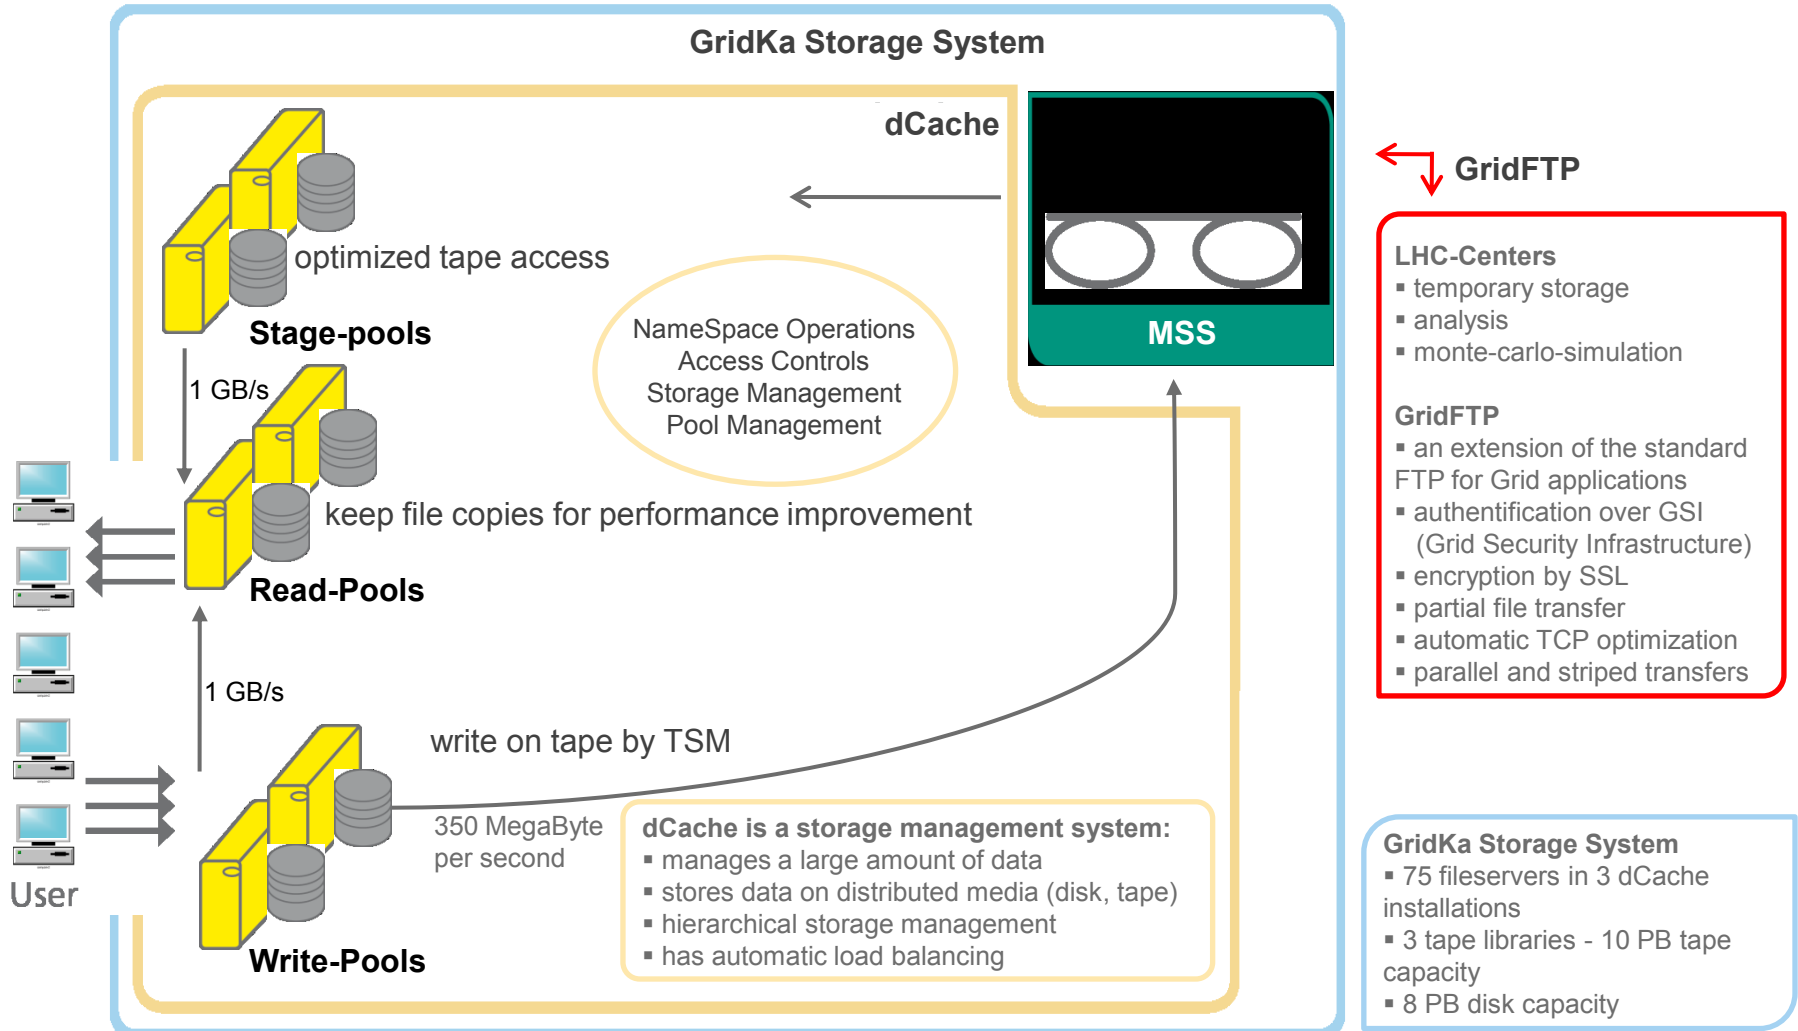 GridKa Storage System
dCache
optimized tape access
Stage-pools
NameSpace Operations
Access Controls
Storage Management
Pool Management
MSS
1 GB/s
keep file copies for performance improvement
Read-Pools
1 GB/s
write on tape by TSM
350 MegaByte
per second
User
Write-Pools
dCache is a storage management system:
▪ manages a large amount of data
▪ stores data on distributed media (disk, tape)
▪ hierarchical storage management
▪ has automatic load balancing
GridFTP
LHC-Centers
▪ temporary storage
▪ analysis
▪ monte-carlo-simulation
GridFTP
▪ an extension of the standard
FTP for Grid applications
▪ authentification over GSI
(Grid Security Infrastructure)
▪ encryption by SSL
▪ partial file transfer
▪ automatic TCP optimization
▪ parallel and striped transfers
GridKa Storage System
▪ 75 fileservers in 3 dCache
installations
▪ 3 tape libraries - 10 PB tape
capacity
▪ 8 PB disk capacity